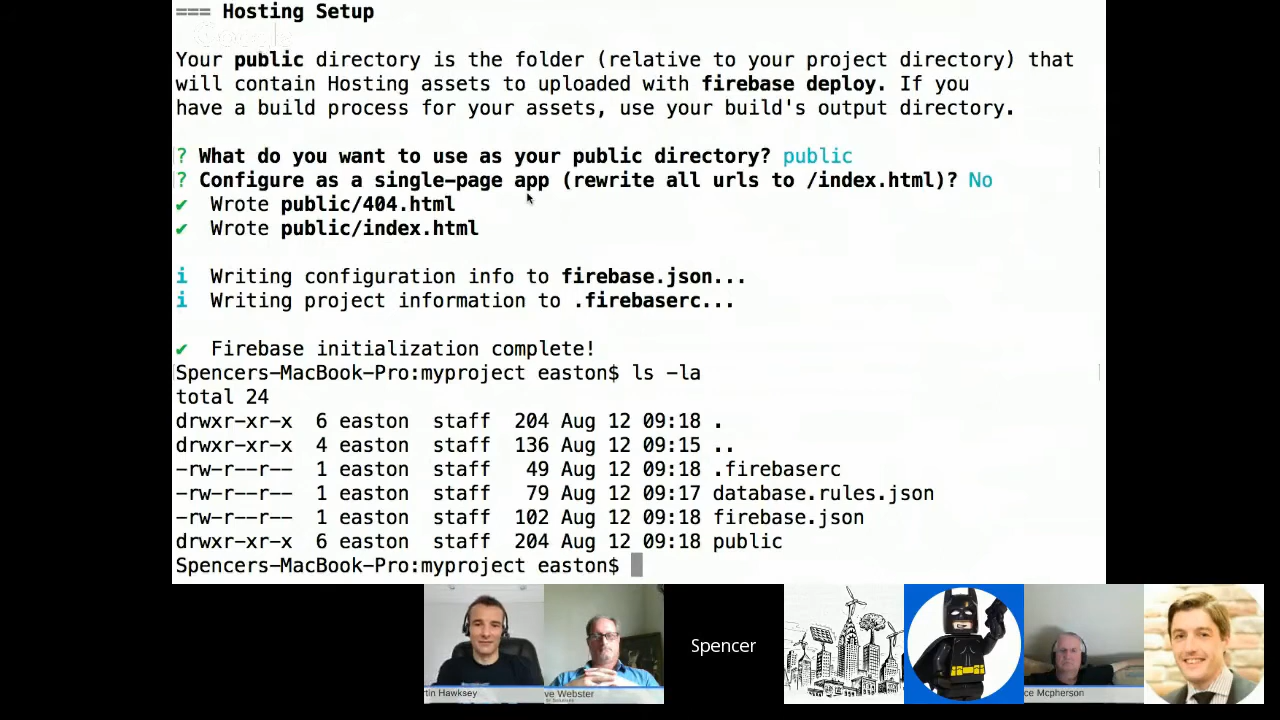 === Hosting Setup
Your public directory is the folder (relative to your project directory) that
will contain Hosting assets to uploaded with firebase deploy. If you
have a build process for your assets, use your build's output directory.
? What do you want to use as your public directory? public
? Configure as a single-page app (rewrite all urls to /index.html)? No
✔ Wrote public/404.html
✔ Wrote public/index.html
i Writing configuration info to firebase.json...
i Writing project information to .firebaserc...
✔ Firebase initialization complete!
Spencers-MacBook-Pro:myproject easton$ ls -la
total 24
drwxr-xr-x 6 easton staff 204 Aug 12 09:18 .
drwxr-xr-x 4 easton staff 136 Aug 12 09:15 ..
-rw-r--r-- 1 easton staff 49 Aug 12 09:18 .firebaserc
-rw-r--r-- 1 easton staff 79 Aug 12 09:17 database.rules.json
-rw-r--r-- 1 easton staff 102 Aug 12 09:18 firebase.json
drwxr-xr-x 6 easton staff 204 Aug 12 09:18 public
Spencers-MacBook-Pro:myproject easton$
Spencer
tin Hawksey
ve Webster
ce Mcpherson